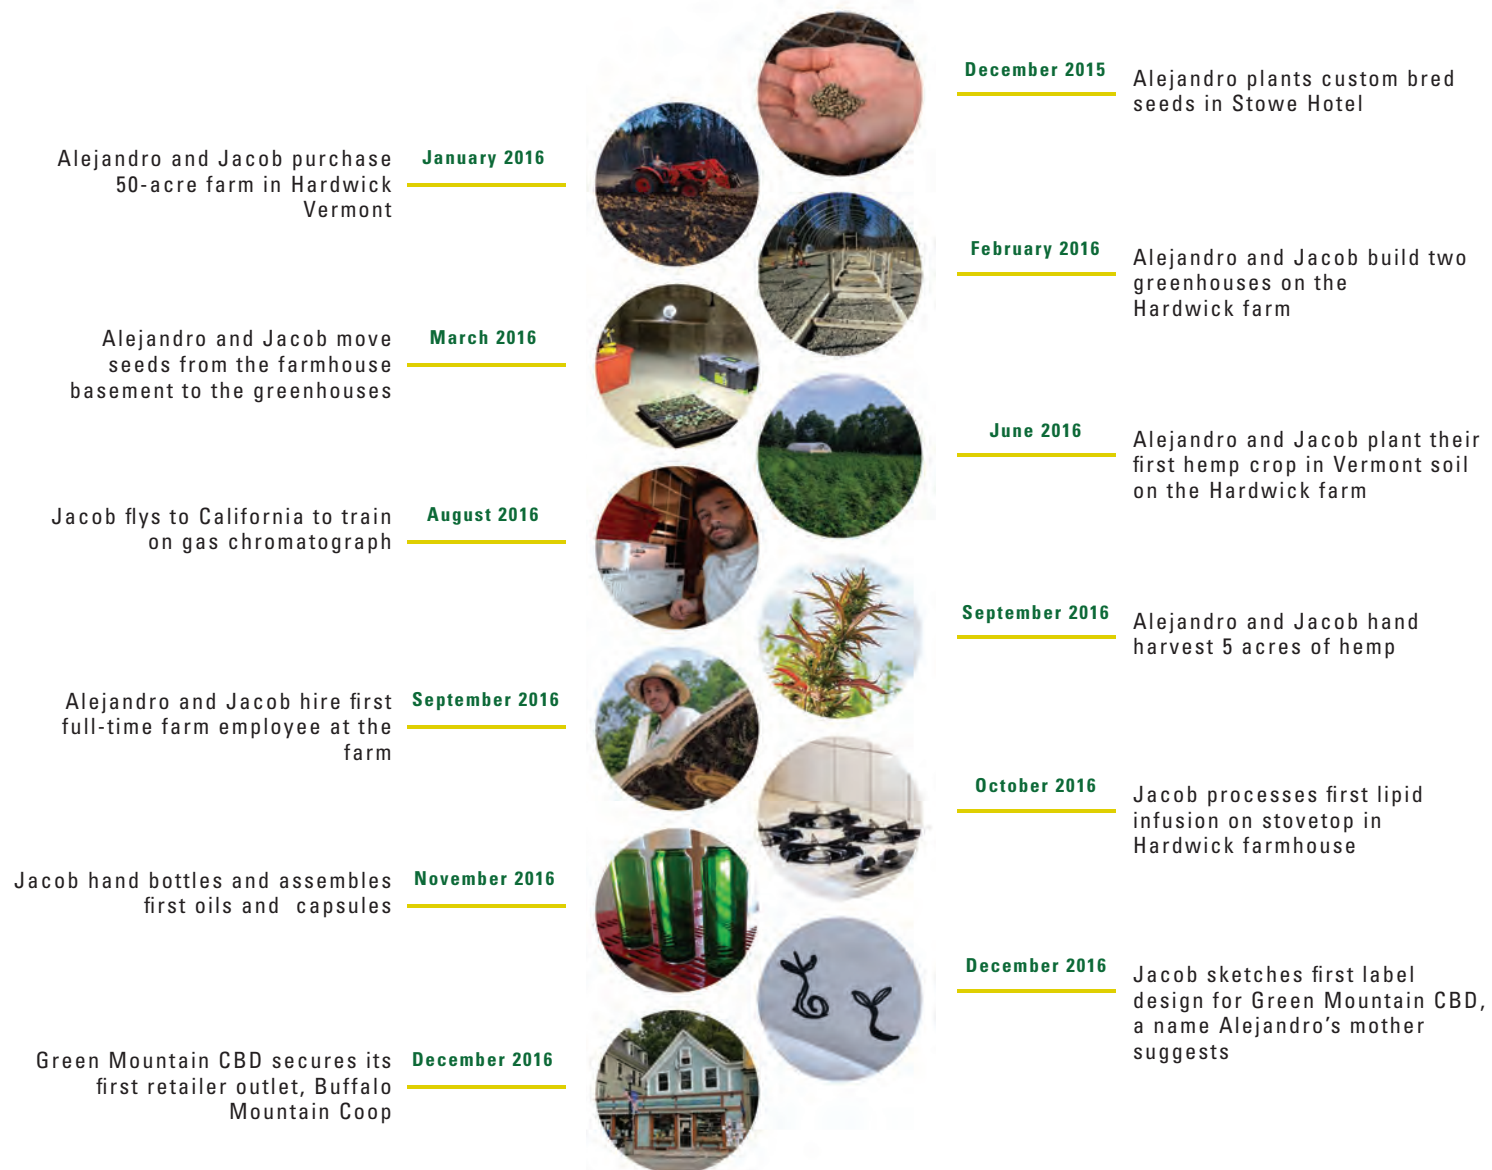 December 2015
Alejandro plants custom bred
seeds in Stowe Hotel
January 2016
Alejandro and Jacob purchase
50-acre farm in Hardwick
Vermont
February 2016
Alejandro and Jacob build two
greenhouses on the
Hardwick farm
March 2016
Alejandro and Jacob move
seeds from the farmhouse
basement to the greenhouses
June 2016
Alejandro and Jacob plant their
first hemp crop in Vermont soil
on the Hardwick farm
August 2016
Jacob flys to California to train
on gas chromatograph
September 2016
Alejandro and Jacob hand
harvest 5 acres of hemp
September 2016
Alejandro and Jacob hire first
full-time farm employee at the
farm
October 2016
Jacob processes first lipid
infusion on stovetop in
Hardwick farmhouse
November 2016
Jacob hand bottles and assembles
first oils and  capsules
December 2016
Jacob sketches first label
design for Green Mountain CBD,
a name Alejandro’s mother
suggests
December 2016
Green Mountain CBD secures its
first retailer outlet, Buffalo
Mountain Coop